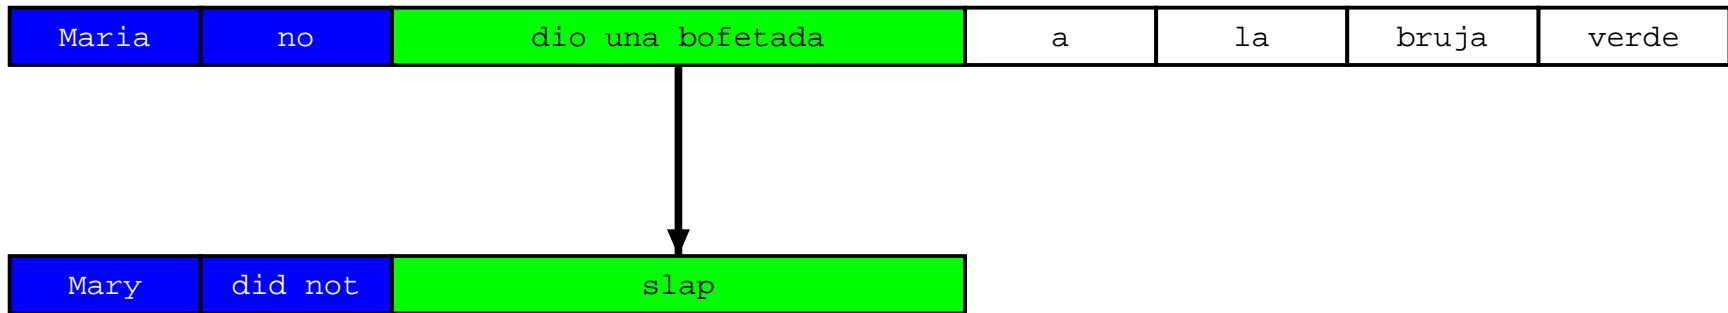 Maria no dio una bofetada a la bruja verde
Mary did not slap